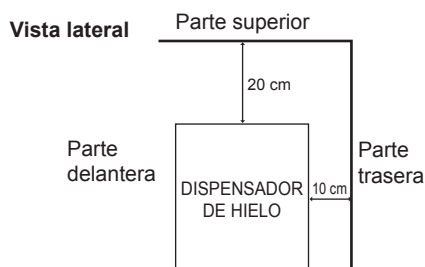 Vista lateral
Parte superior
20 cm
Parte
delantera
Parte
trasera
DISPENSADOR
DE HIELO
10 cm